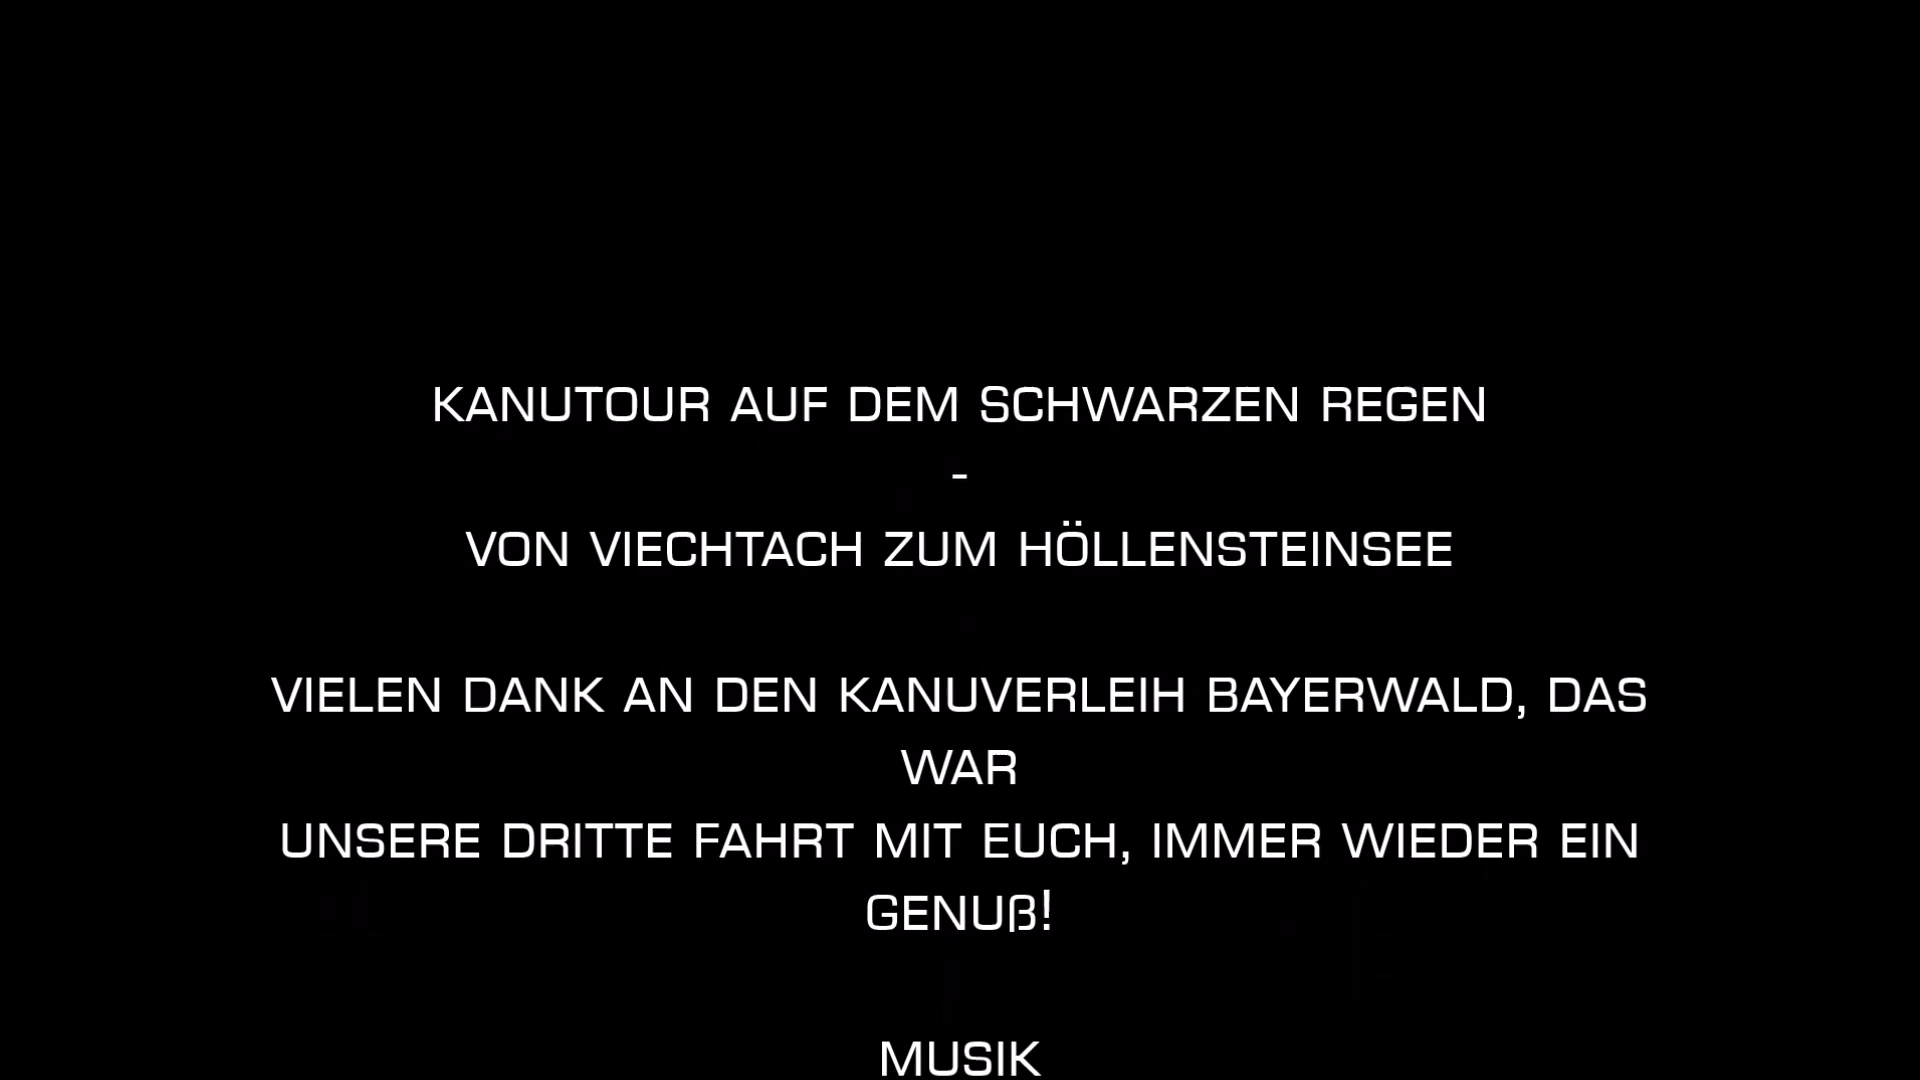 KANUTOUR AUF DEM SCHWARZEN REGEN
-
VON VIECHTACH ZUM HÖLLENSTEINSEE
VIELEN DANK AN DEN KANUVERLEIH BAYERWALD, DAS
WAR
UNSERE DRITTE FAHRT MIT EUCH, IMMER WIEDER EIN
GENUß!
MUSIK